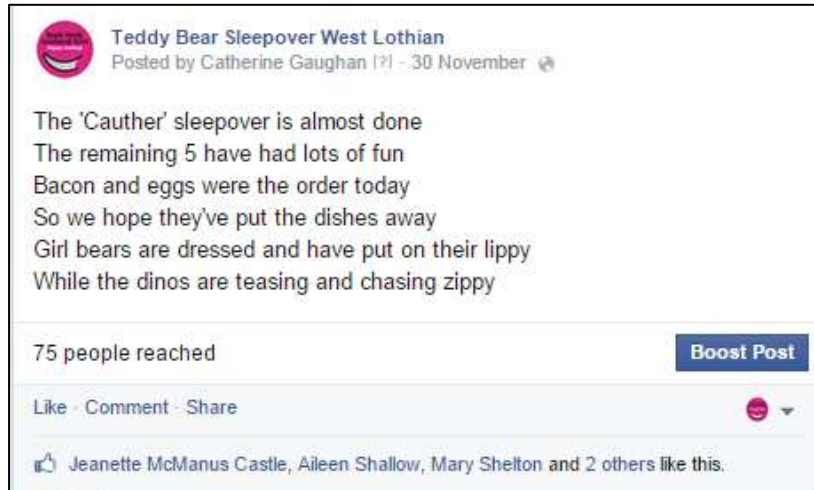 Teddy Bear Sleepover West Lothian
Posted by Catherine Gaughan [?] · 30 November
The 'Cauther' sleepover is almost done
The remaining 5 have had lots of fun
Bacon and eggs were the order today
So we hope they've put the dishes away
Girl bears are dressed and have put on their lippy
While the dinos are teasing and chasing zippy
75 people reached
Boost Post
Like · Comment · Share
Jeanette McManus Castle, Aileen Shallow, Mary Shelton and 2 others like this.